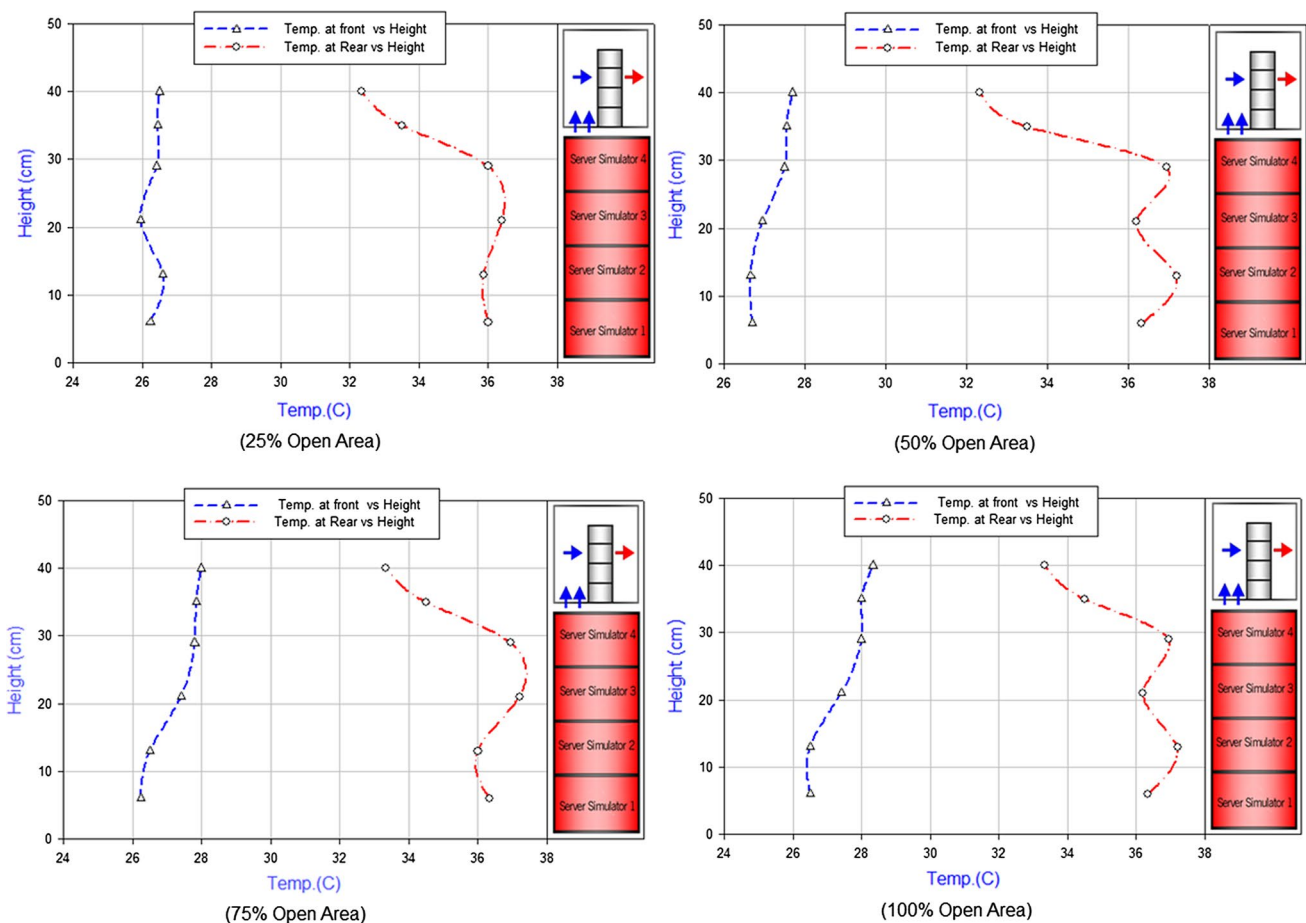 Temp. at front vs Height
Temp. at Rear vs Height
50
40
30
20
10
0
Height (cm)
24 26 28 30 32 34 36 38
Temp.(C)
Server Simulator 4
Server Simulator 3
Server Simulator 2
Server Simulator 1
(25% Open Area)
Temp. at front vs Height
Temp. at Rear vs Height
50
40
30
20
10
0
Height (cm)
26 28 30 32 34 36 38
Temp.(C)
Server Simulator 4
Server Simulator 3
Server Simulator 2
Server Simulator 1
(50% Open Area)
Temp. at front vs Height
Temp. at Rear vs Height
50
40
30
20
10
0
Height (cm)
24 26 28 30 32 34 36 38
Temp.(C)
Server Simulator 4
Server Simulator 3
Server Simulator 2
Server Simulator 1
(75% Open Area)
Temp. at front vs Height
Temp. at Rear vs Height
50
40
30
20
10
0
Height (cm)
24 26 28 30 32 34 36 38
Temp.(C)
Server Simulator 4
Server Simulator 3
Server Simulator 2
Server Simulator 1
(100% Open Area)